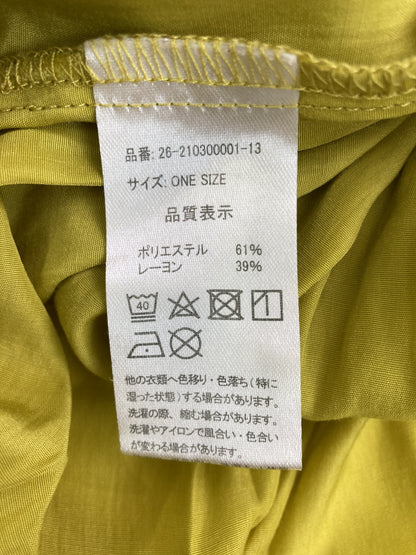 品番: 26-210300001-13
サイズ: ONE SIZE
品質表示
ポリエステル 61%
レーヨン 39%
40
他の衣類へ色移り・色落ち(特に
湿った状態)する場合があります。
洗濯の際、縮む場合があります。
洗濯やアイロンで風合い・色合い
が変わる場合があります。